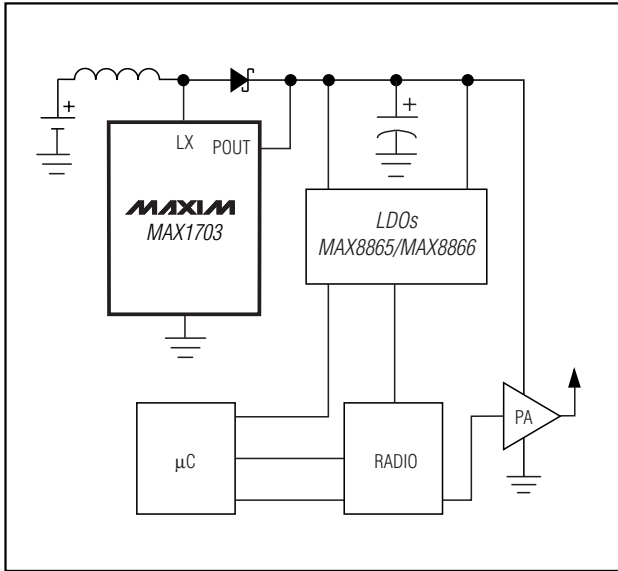 +
+
LX
POUT
MAXIM
MAX1703
LDOs
MAX8865/MAX8866
µC
RADIO
PA